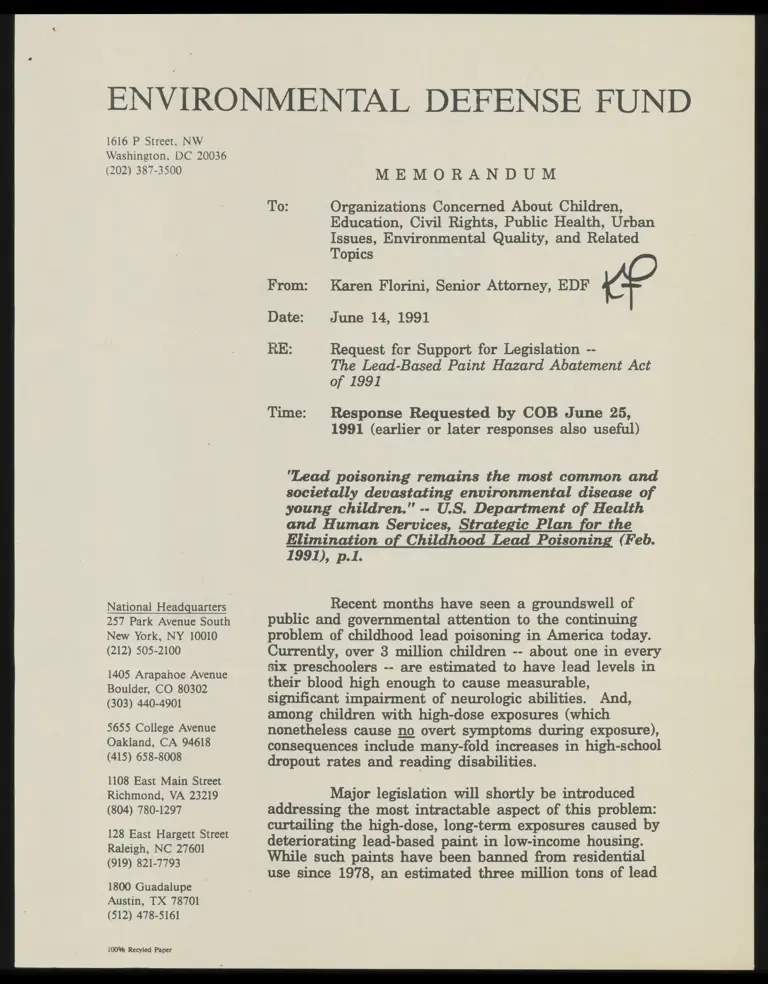 ENVIRONMENTAL DEFENSE FUND
1616 P Street, NW
Washington, DC 20036
(202) 387-3500
MEMORANDUM
To: Organizations Concerned About Children,
Education, Civil Rights, Public Health, Urban
Issues, Environmental Quality, and Related
Topics
From: Karen Florini, Senior Attorney, EDF KF
Date: June 14, 1991
RE: Request for Support for Legislation --
The Lead-Based Paint Hazard Abatement Act
of 1991
Time: Response Requested by COB June 25,
1991 (earlier or later responses also useful)
"Lead poisoning remains the most common and
societally devastating environmental disease of
young children." -- U.S. Department of Health
and Human Services, Strategic Plan for the
Elimination of Childhood Lead Poisoning (Feb.
1991), p.1.
Recent months have seen a groundswell of
public and governmental attention to the continuing
problem of childhood lead poisoning in America today.
Currently, over 3 million children -- about one in every
six preschoolers -- are estimated to have lead levels in
their blood high enough to cause measurable,
significant impairment of neurologic abilities. And,
among children with high-dose exposures (which
nonetheless cause no overt symptoms during exposure),
consequences include many-fold increases in high-school
dropout rates and reading disabilities.
Major legislation will shortly be introduced
addressing the most intractable aspect of this problem:
curtailing the high-dose, long-term exposures caused by
deteriorating lead-based paint in low-income housing.
While such paints have been banned from residential
use since 1978, an estimated three million tons of lead
National Headquarters
257 Park Avenue South
New York, NY 10010
(212) 505-2100
1405 Arapahoe Avenue
Boulder, CO 80302
(303) 440-4901
5655 College Avenue
Oakland, CA 94618
(415) 658-8008
1108 East Main Street
Richmond, VA 23219
(804) 780-1297
128 East Hargett Street
Raleigh, NC 27601
(919) 821-7793
1800 Guadalupe
Austin, TX 78701
(512) 478-5161
100% Recyled Paper